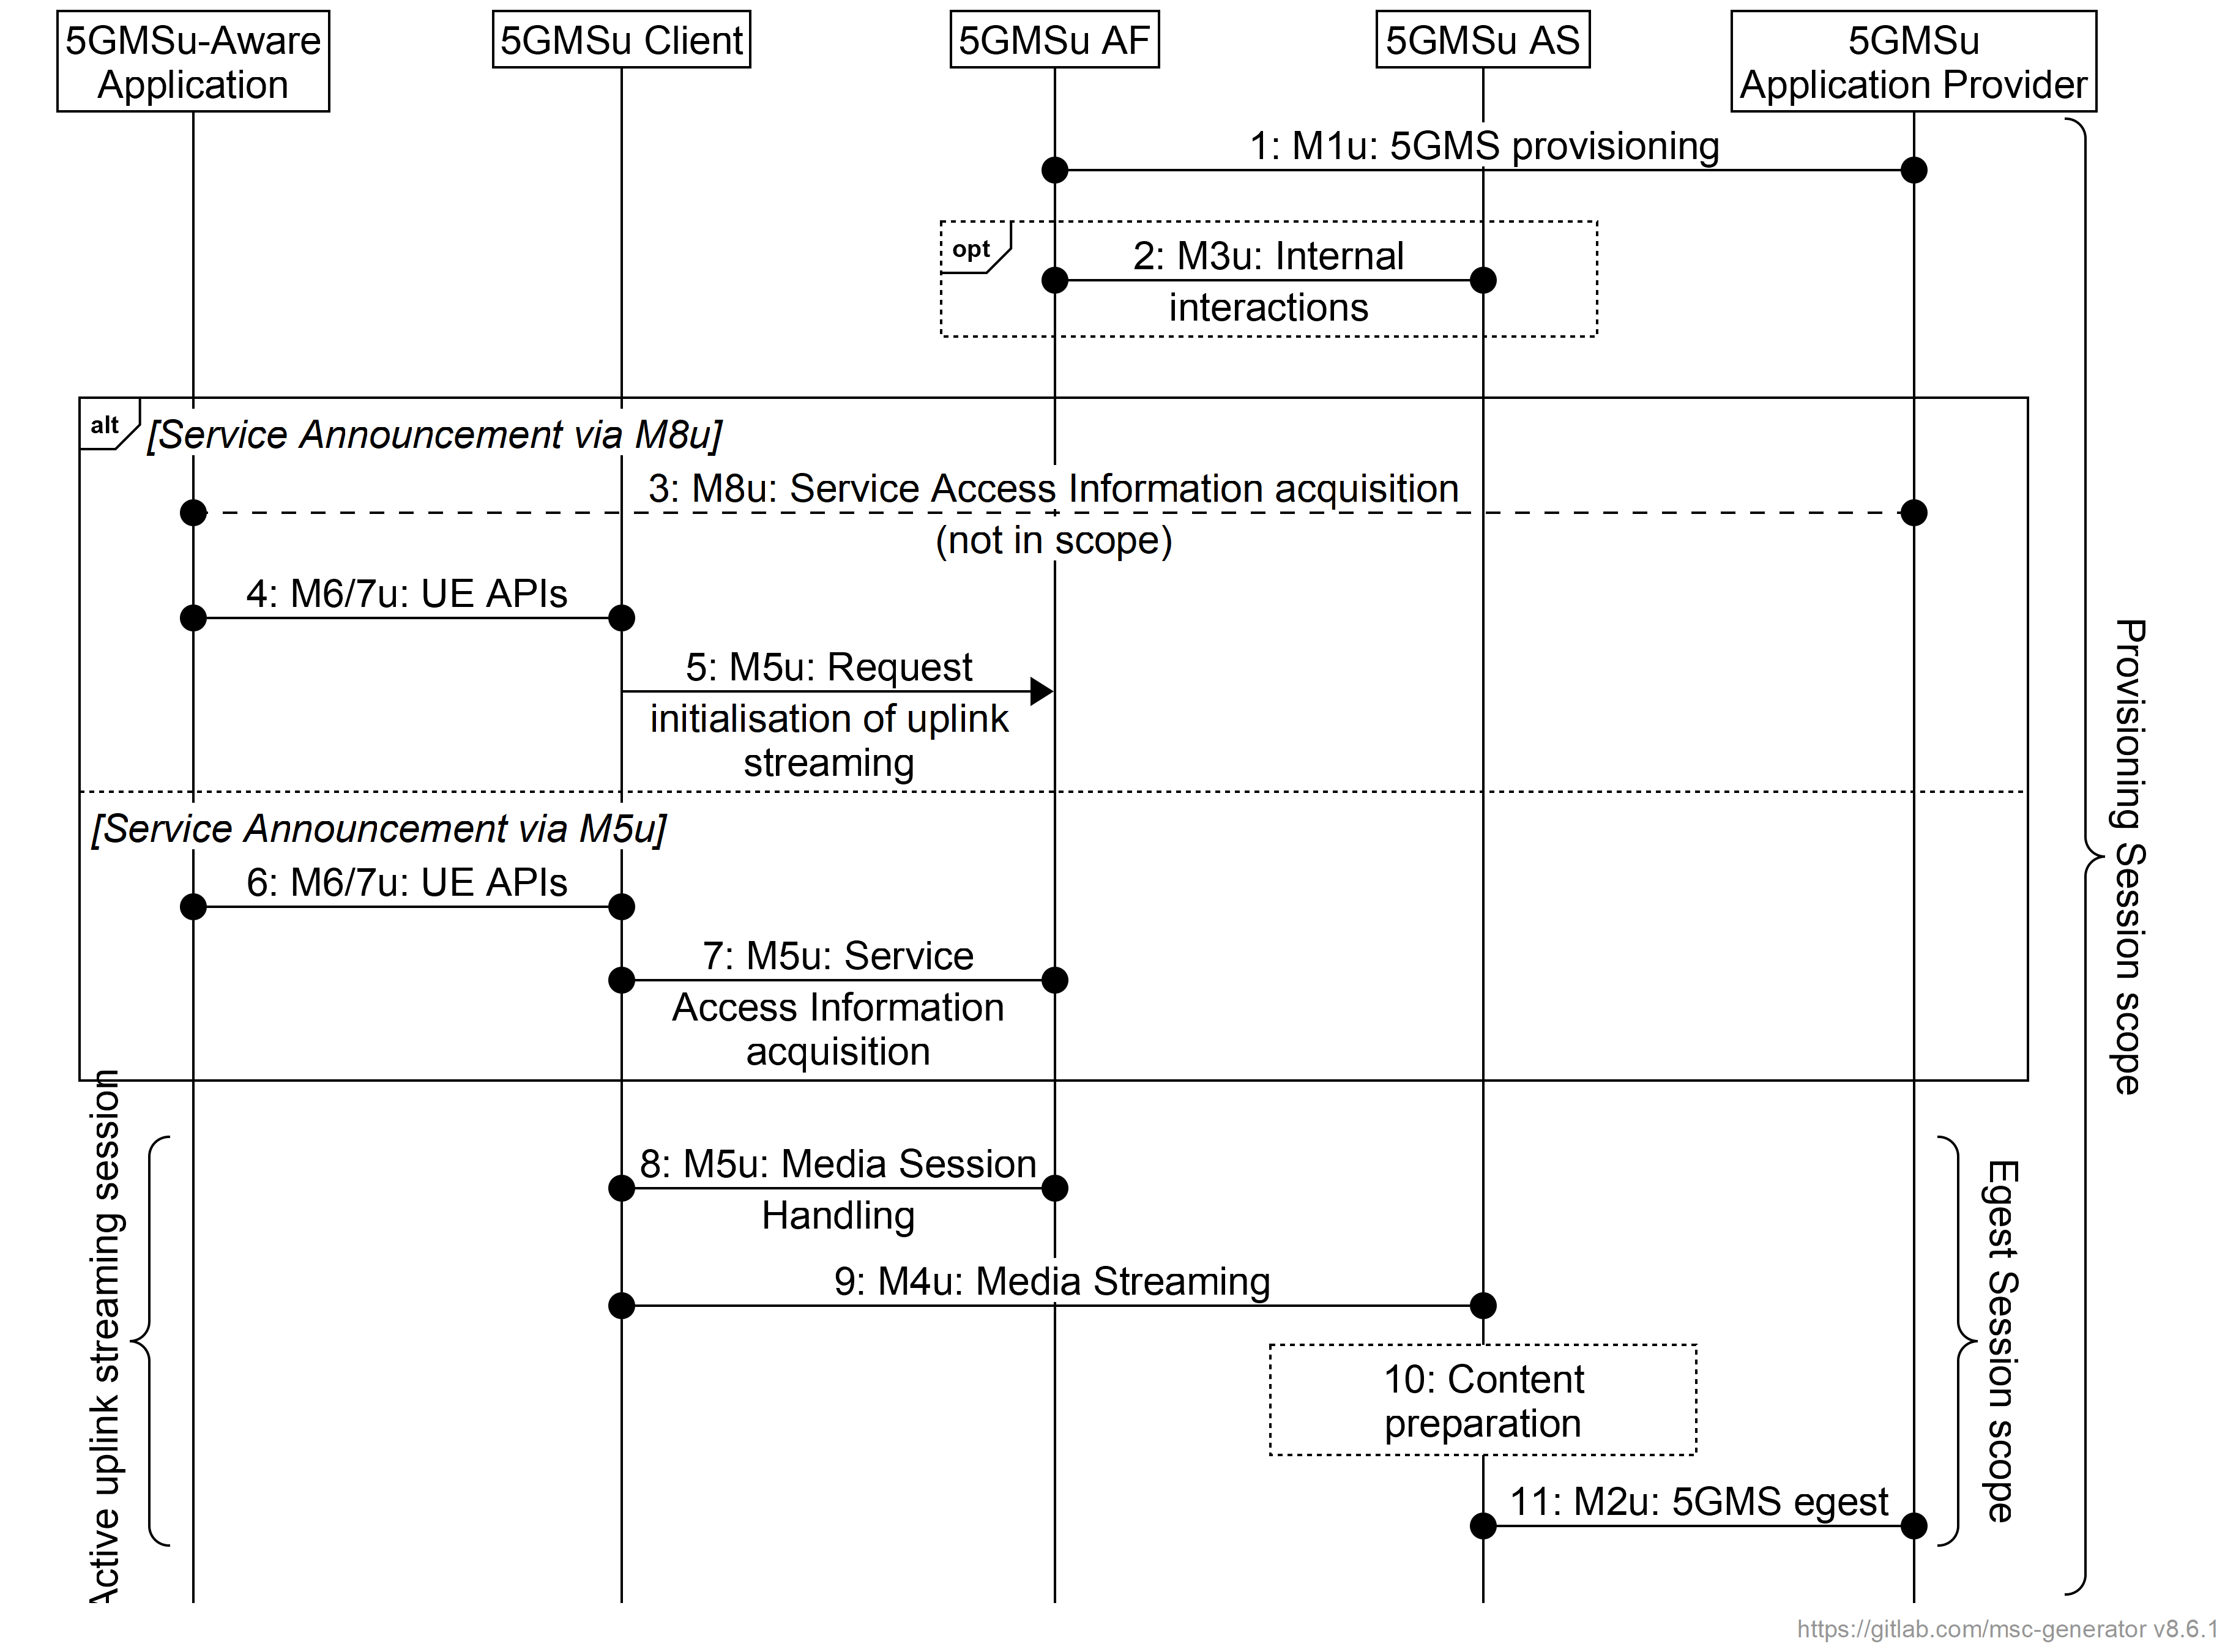 5GMSu-Aware
Application
5GMSu Client
5GMSu AF
5GMSu AS
5GMSu
Application Provider
1: M1u: 5GMS provisioning
opt
2: M3u: Internal
interactions
alt
[Service Announcement via M8u]
3: M8u: Service Access Information acquisition
(not in scope)
4: M6/7u: UE APIs
5: M5u: Request
initialisation of uplink
streaming
[Service Announcement via M5u]
6: M6/7u: UE APIs
7: M5u: Service
Access Information
acquisition
8: M5u: Media Session
Handling
9: M4u: Media Streaming
10: Content
preparation
11: M2u: 5GMS egest
Active uplink streaming session
Egest Session scope
Provisioning Session scope
https://gitlab.com/msc-generator v8.6.1